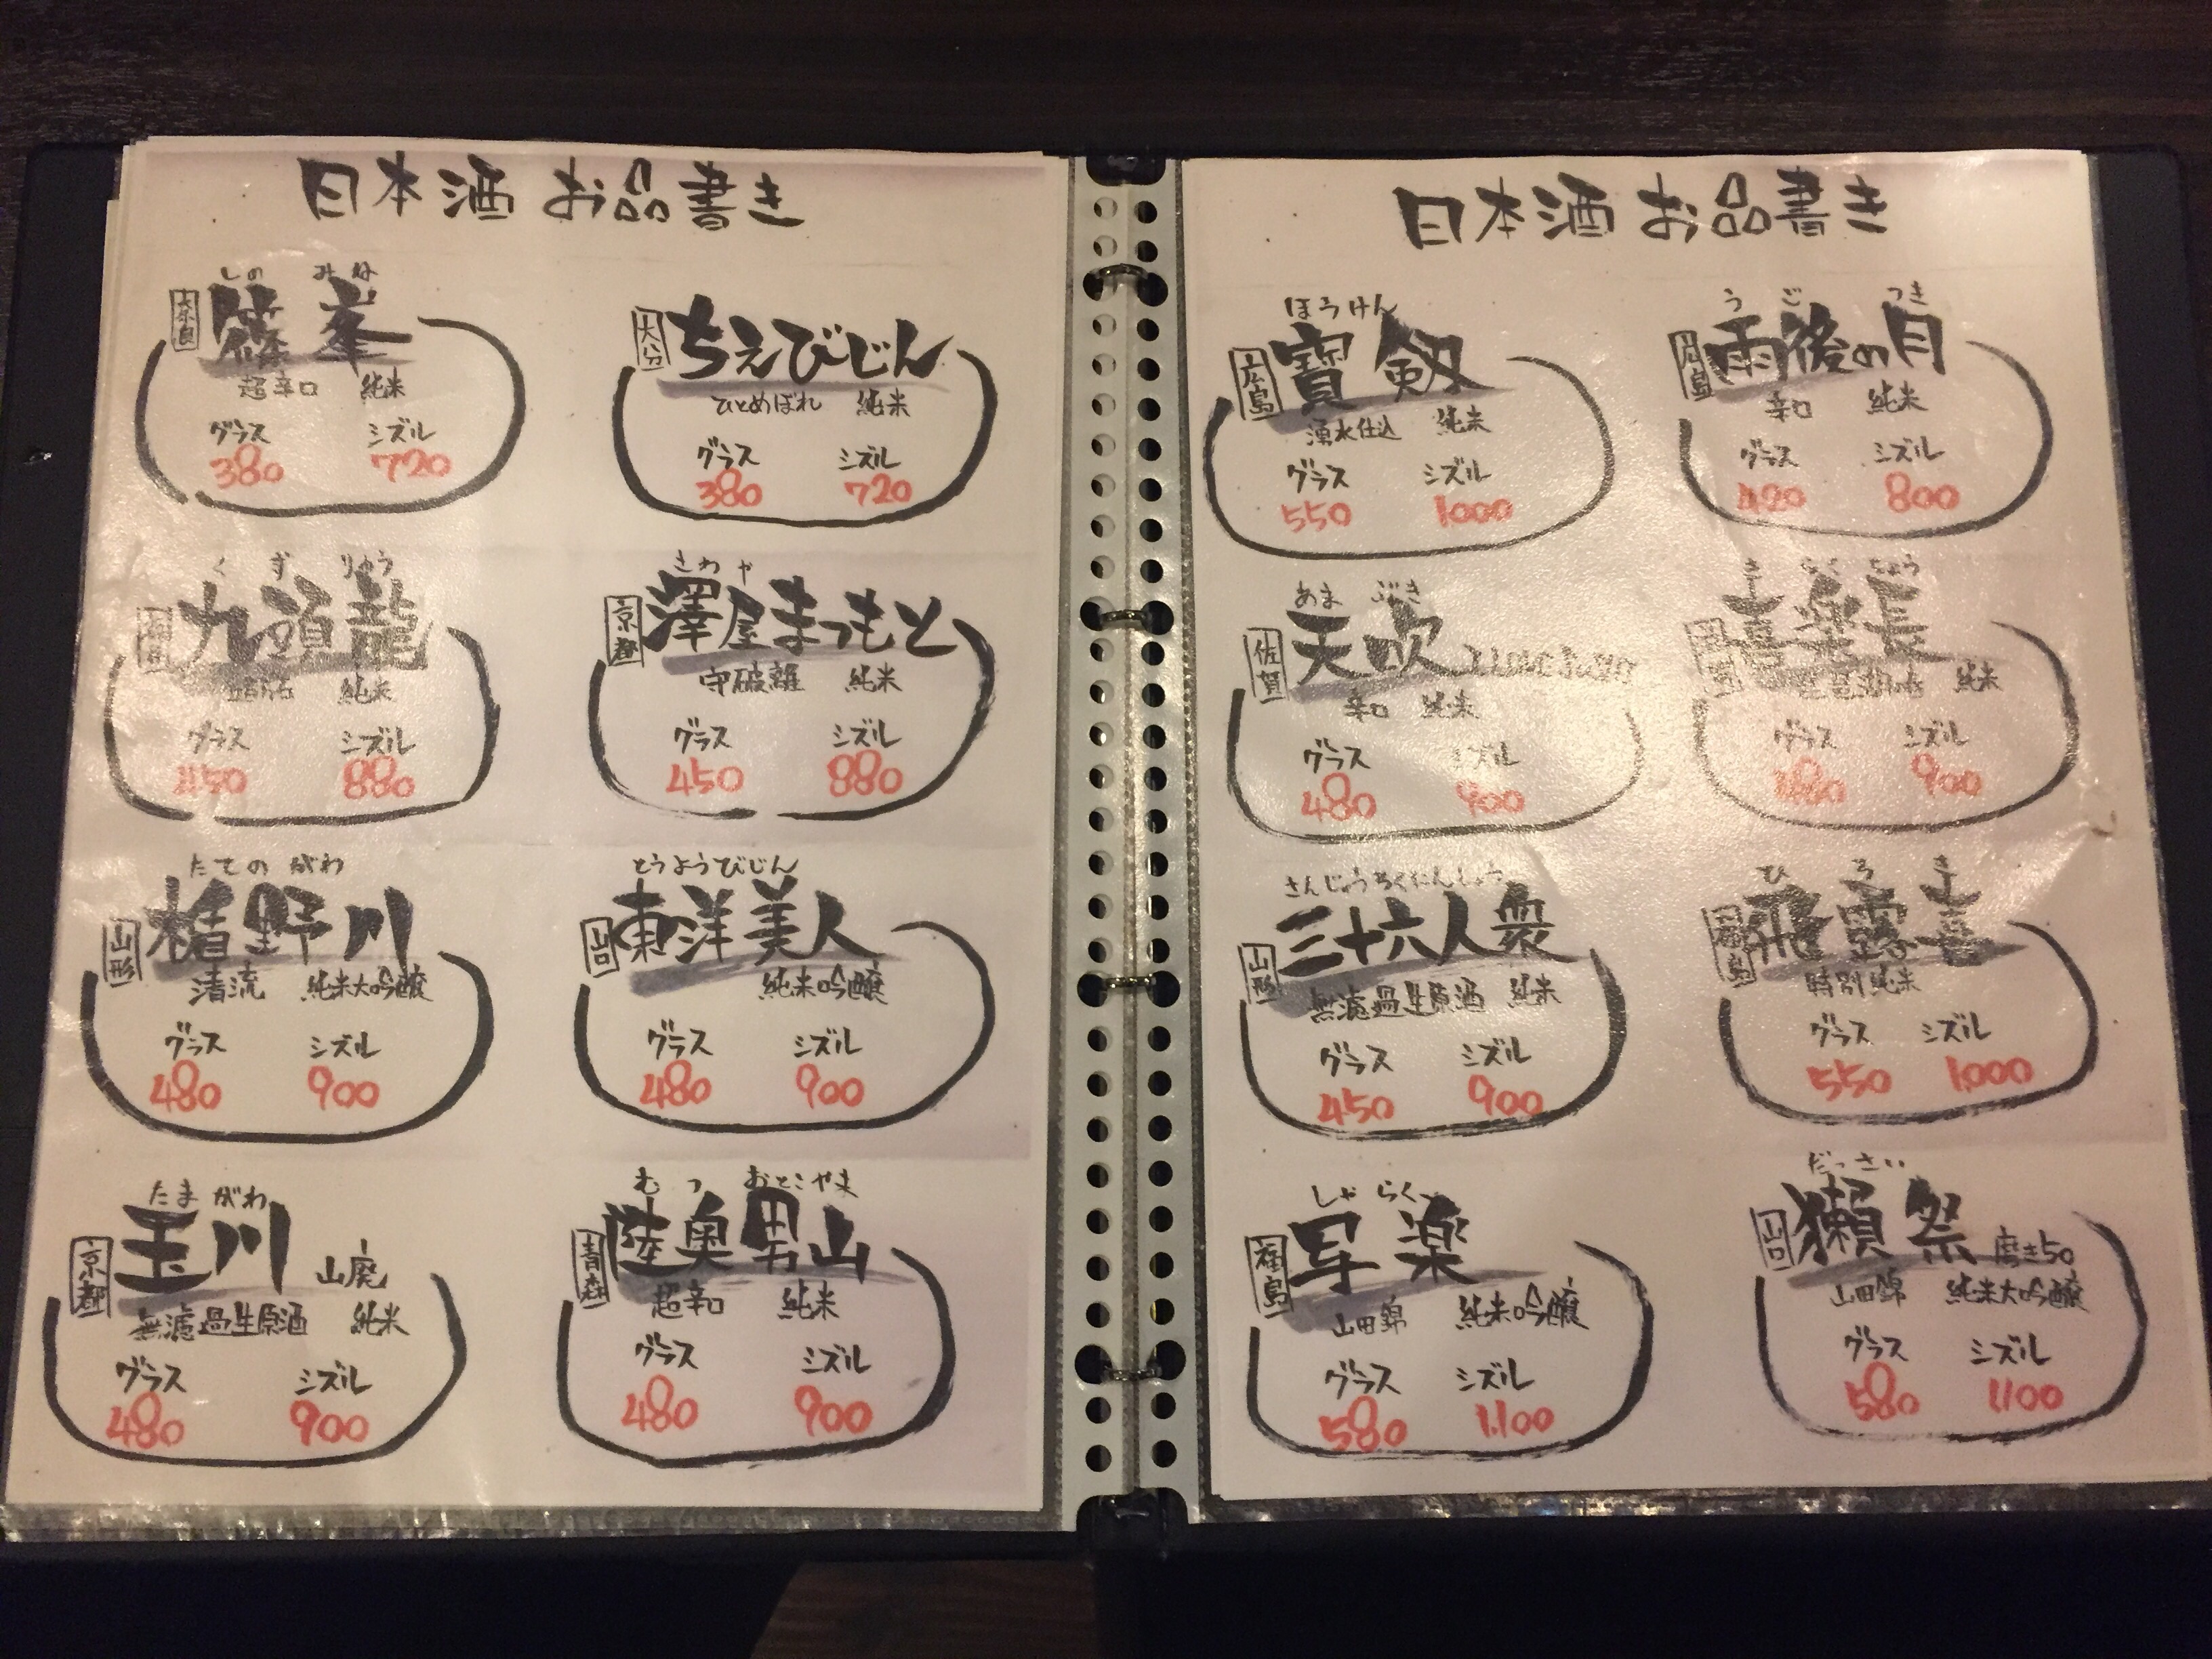 日本酒 お品書き
しの みね
奈良
篠峯
超辛口 純米
グラス シズル
380 720
大分
ちえびじん
ひとめぼれ 純米
グラス シズル
380 720
く ず りゅう
九頭龍
純米
グラス シズル
450 880
さわ や
京都
澤屋まつもと
守破離 純米
グラス シズル
450 880
たての がわ
山形
楯野川
清流 純米大吟醸
グラス シズル
480 900
とうようびじん
山口
東洋美人
純米吟醸
グラス シズル
480 900
たま がわ
京都
玉川 山廃
無濾過生原酒 純米
グラス シズル
480 900
む つ おとこやま
青森
陸奥男山
超辛口 純米
グラス シズル
480 900
日本酒 お品書き
ほうけん
広島
寶剱
湧水仕込 純米
グラス シズル
550 1000
う ご つき
広島
雨後の月
辛口 純米
グラス シズル
420 800
あま ぶき
佐賀
天吹 I LOVE SUSHI
辛口 純米
グラス シズル
480 900
き らく ちょう
喜楽長
純米
グラス シズル
480 900
さんじゅうろくにんしゅう
山形
三十六人衆
無濾過生原酒 純米
グラス シズル
450 900
ひ ろ き
福島
飛露喜
特別純米
グラス シズル
550 1000
しゃ らく
福島
冩楽
山田錦 純米吟醸
グラス シズル
580 1100
だっさい
山口
獺祭 磨き50
山田錦 純米大吟醸
グラス シズル
580 1100